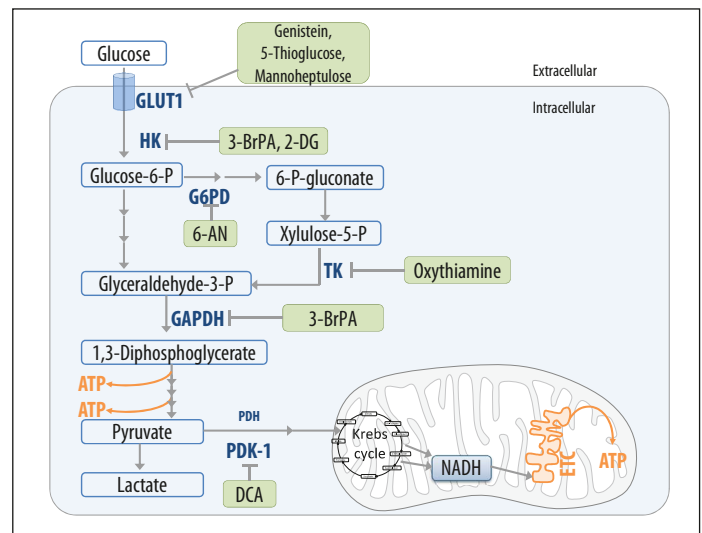 Genistein,
5-Thioglucose,
Mannoheptulose
Glucose
Extracellular
GLUT1
Intracellular
HK
3-BrPA, 2-DG
Glucose-6-P
6-P-gluconate
G6PD
6-AN
Xylulose-5-P
TK
Oxythiamine
Glyceraldehyde-3-P
GAPDH
3-BrPA
1,3-Diphosphoglycerate
ATP
ATP
Pyruvate
PDH
Krebs
cycle
PDK-1
NADH
ETC
ATP
Lactate
DCA